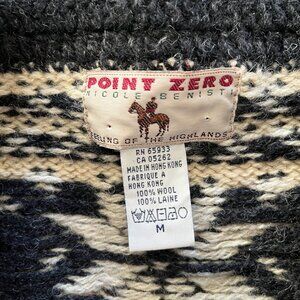 POINT ZERO
NICOLE BENISTI
OF THE HIGHLANDS
RN 65933
CA 05262
MADE IN HONG KONG
FABRIQUE A
HONG KONG
100% WOOL
100% LAINE
M